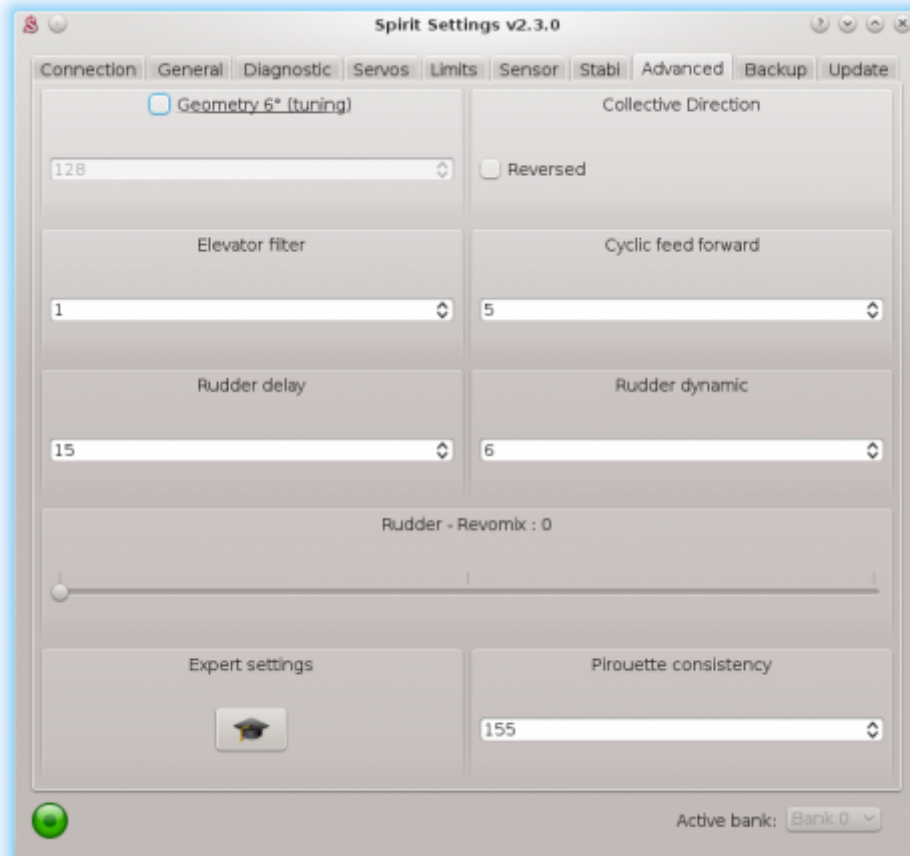 Spirit Settings v2.3.0
Connection General Diagnostic Servos Limits Sensor Stabi Advanced Backup Update
Geometry 6° (tuning)
Collective Direction
128
Reversed
Elevator filter
Cyclic feed forward
1
5
Rudder delay
Rudder dynamic
15
6
Rudder - Revomix : 0
Expert settings
Pirouette consistency
155
Active bank: Bank 0